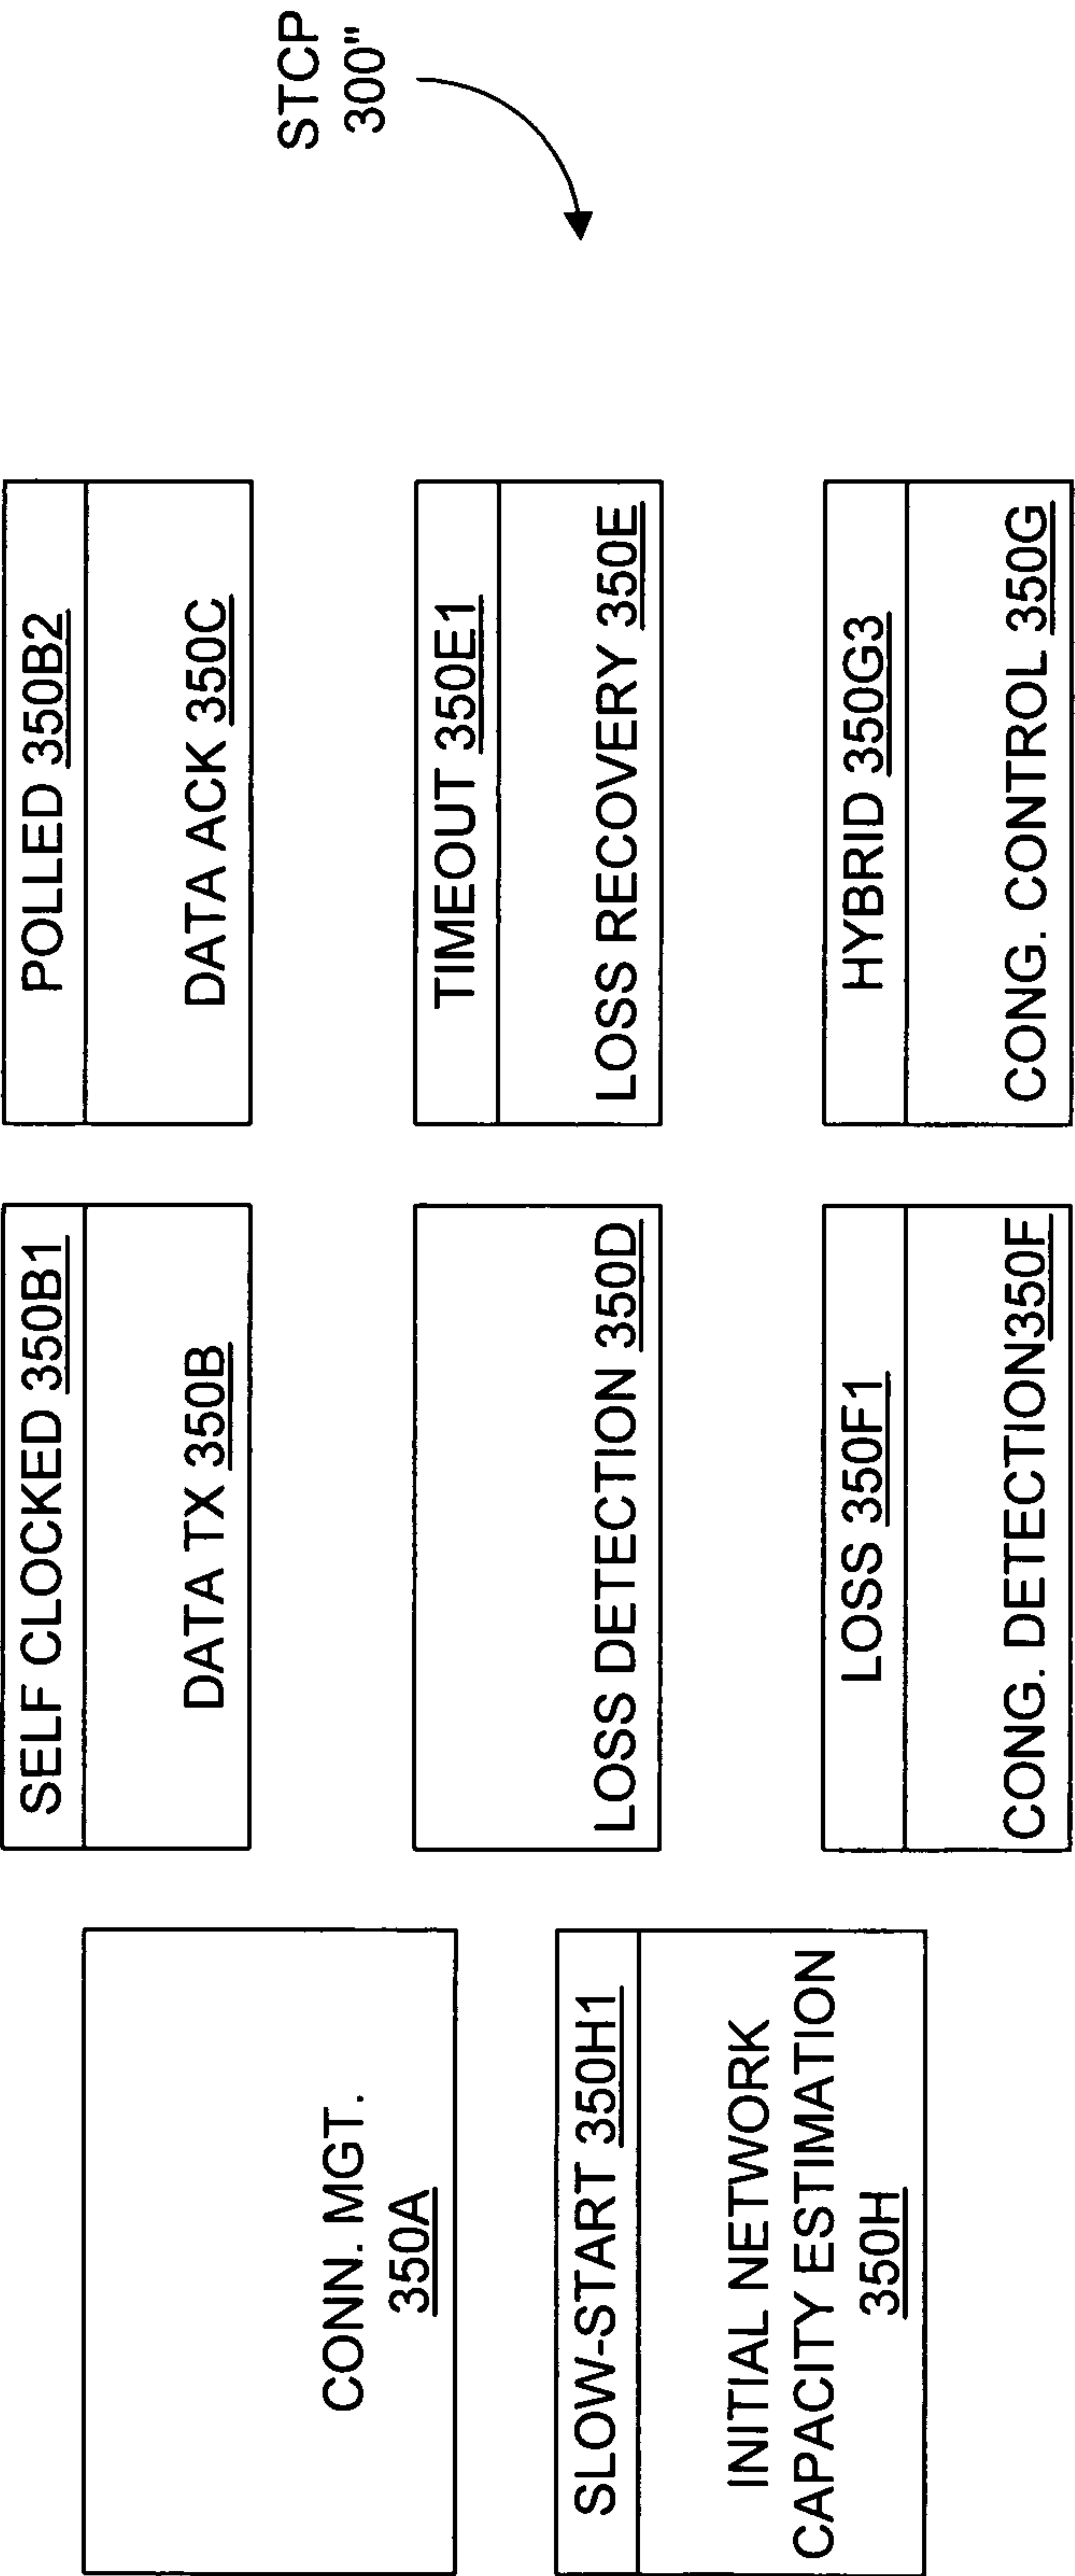 STCP
300"
CONN. MGT.
350A
SELF CLOCKED 350B1
DATA TX 350B
POLLED 350B2
DATA ACK 350C
SLOW-START 350H1
INITIAL NETWORK
CAPACITY ESTIMATION
350H
LOSS DETECTION 350D
TIMEOUT 350E1
LOSS RECOVERY 350E
LOSS 350F1
CONG. DETECTION350F
HYBRID 350G3
CONG. CONTROL 350G